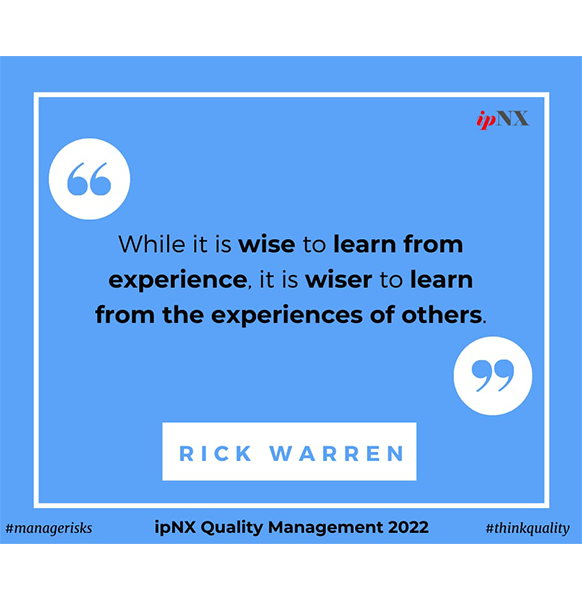 ipNX
“
While it is wise to learn from
experience, it is wiser to learn
from the experiences of others.
”
RICK WARREN
#managerisks ipNX Quality Management 2022 #thinkquality